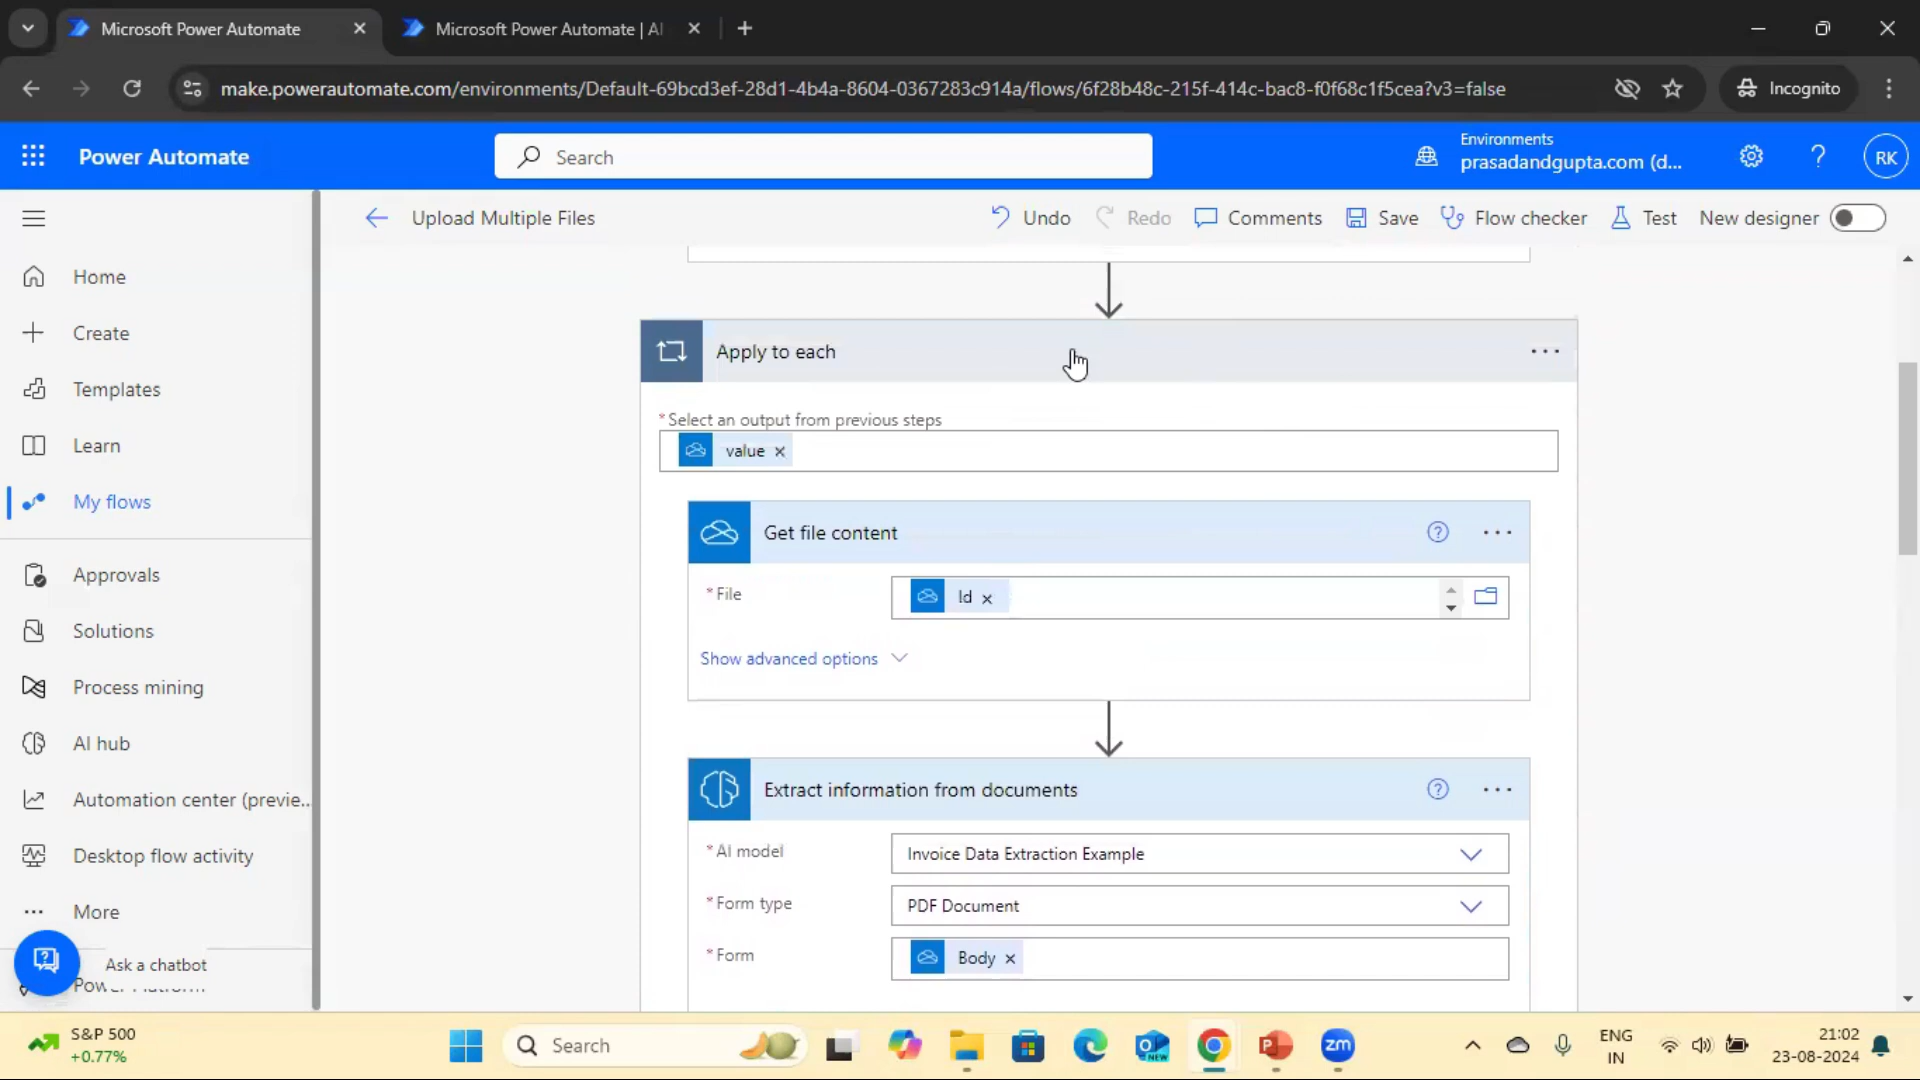 Microsoft Power Automate
Microsoft Power Automate | AI
make.powerautomate.com/environments/Default-69bcd3ef-28d1-4b4a-8604-0367283c914a/flows/6f28b48c-215f-414c-bac8-f0f68c1f5cea?v3=false
Incognito
Power Automate
Search
Environments
prasadandgupta.com (d...
RK
Upload Multiple Files
Undo
Redo
Comments
Save
Flow checker
Test
New designer
Home
Create
Templates
Learn
My flows
Approvals
Solutions
Process mining
AI hub
Automation center (previe...
Desktop flow activity
More
Ask a chatbot
Apply to each
* Select an output from previous steps
value
Get file content
* File
Id
Show advanced options
Extract information from documents
* AI model
Invoice Data Extraction Example
* Form type
PDF Document
* Form
Body
S&P 500
+0.77%
Search
NEW
zm
ENG
IN
21:02
23-08-2024